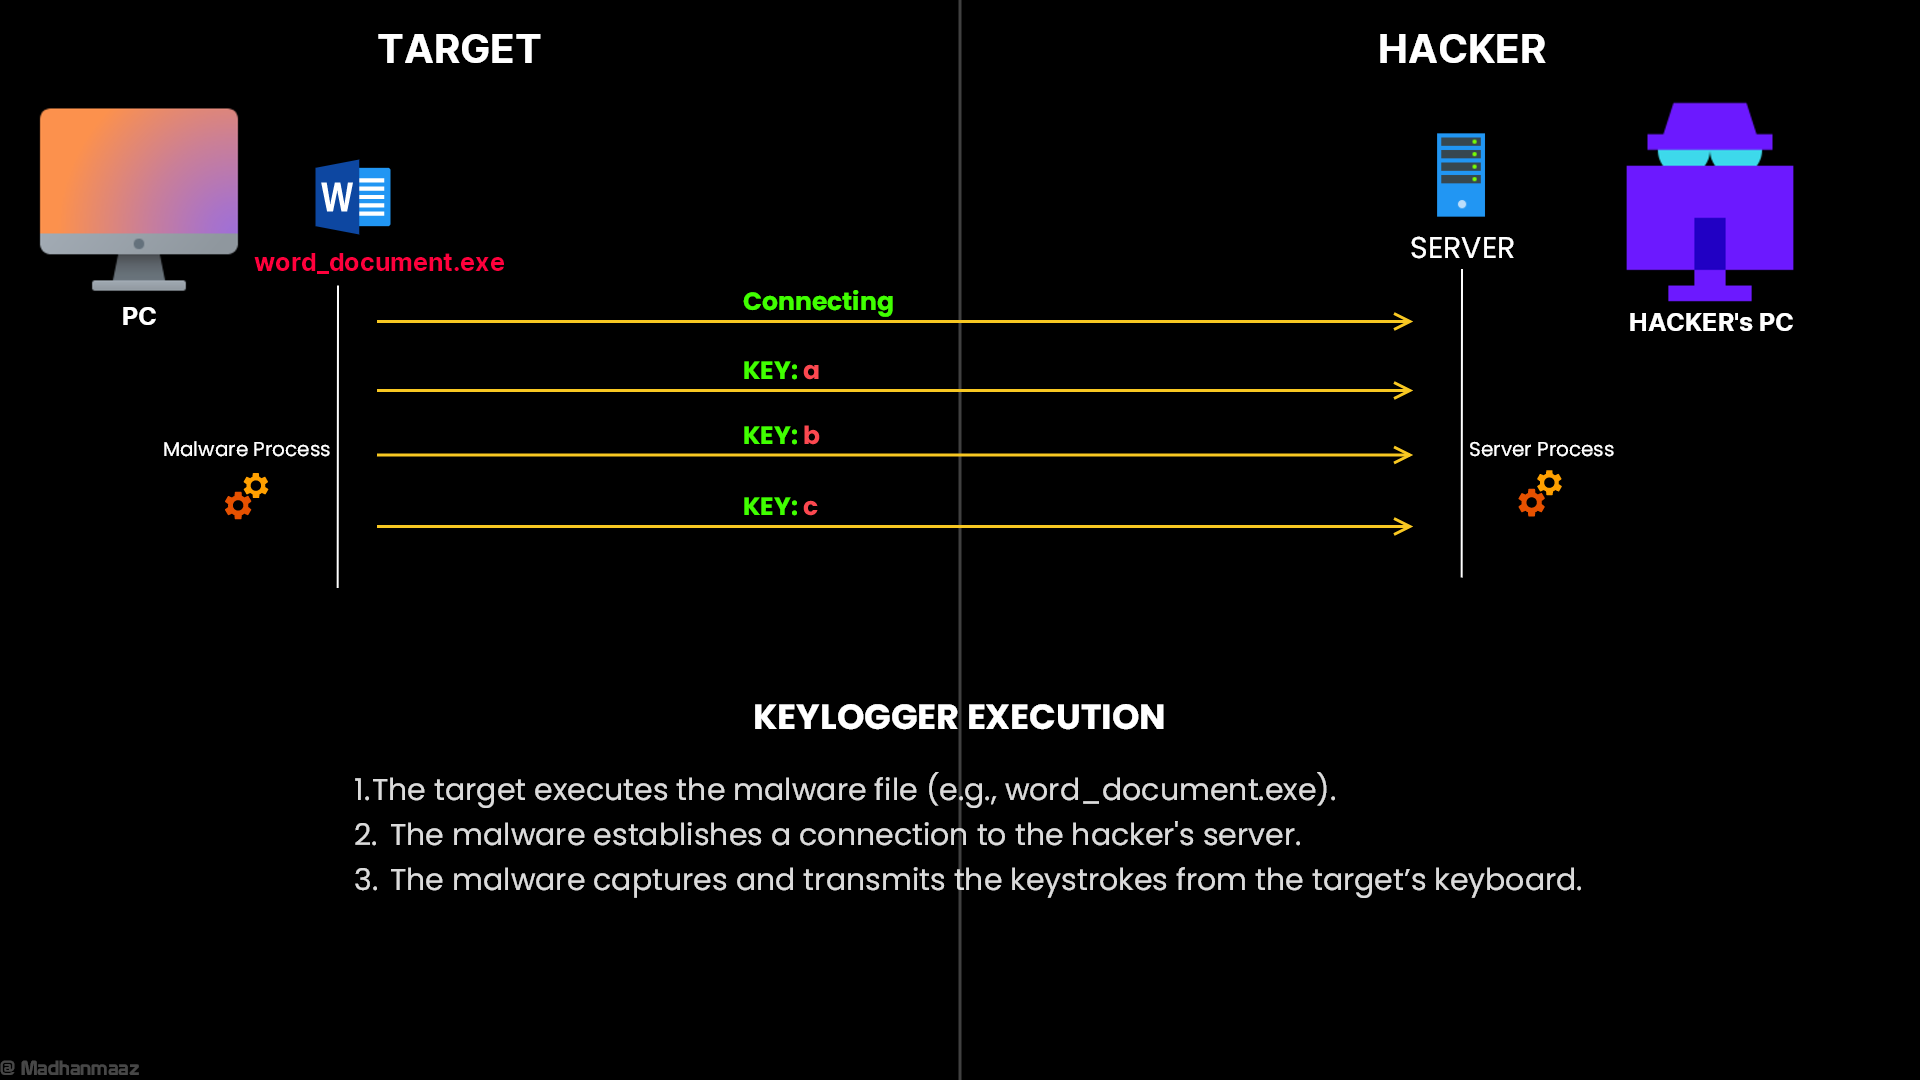 TARGET
HACKER
W
word_document.exe
PC
SERVER
HACKER's PC
Connecting
KEY: a
KEY: b
KEY: c
Malware Process
Server Process
KEYLOGGER EXECUTION
1.The target executes the malware file (e.g., word_document.exe).
2. The malware establishes a connection to the hacker's server.
3. The malware captures and transmits the keystrokes from the target’s keyboard.
@ Madhanmaaz